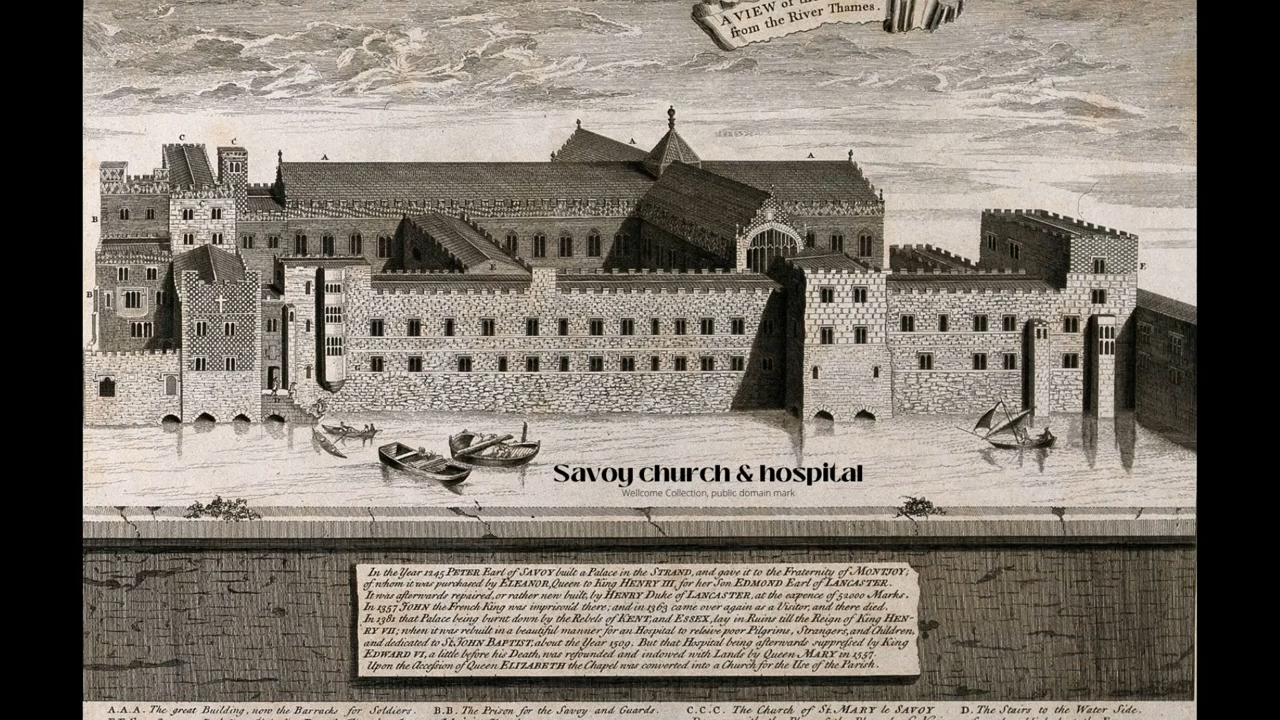 A VIEW of the
from the River Thames.
C C
A A A
B
E
B
F
Savoy church & hospital
Wellcome Collection, public domain mark
In the Year 1245 PETER Earl of SAVOY built a Palace in the STRAND, and gave it to the Fraternity of MONTJOY;
of whom it was purchased by ELEANOR, Queen to King HENRY III, for her Son EDMOND Earl of LANCASTER.
It was afterwards repaired, or rather new built, by HENRY Duke of LANCASTER, at the expence of 52000 Marks.
In 1357 JOHN the French King was imprison'd there; and in 1363 came over again as a Visitor, and there died.
In 1381 that Palace being burnt down by the Rebels of KENT, and ESSEX, lay in Ruins till the Reign of King HEN-
RY VII; when it was rebuilt in a beautiful manner for an Hospital to releive poor Pilgrims, Strangers, and Children,
and dedicated to St. JOHN BAPTIST, about the Year 1509. But that Hospital being afterwards suppressed by King
EDWARD VI, a little before his Death, was refounded and indowed with Lands by Queen MARY in 1557.
Upon the Accession of Queen ELIZABETH the Chapel was converted into a Church for the Use of the Parish.
A.A.A. The great Building, now the Barracks for Soldiers. B.B. The Prison for the Savoy and Guards. C.C.C. The Church of St. MARY le SAVOY D. The Stairs to the Water Side.